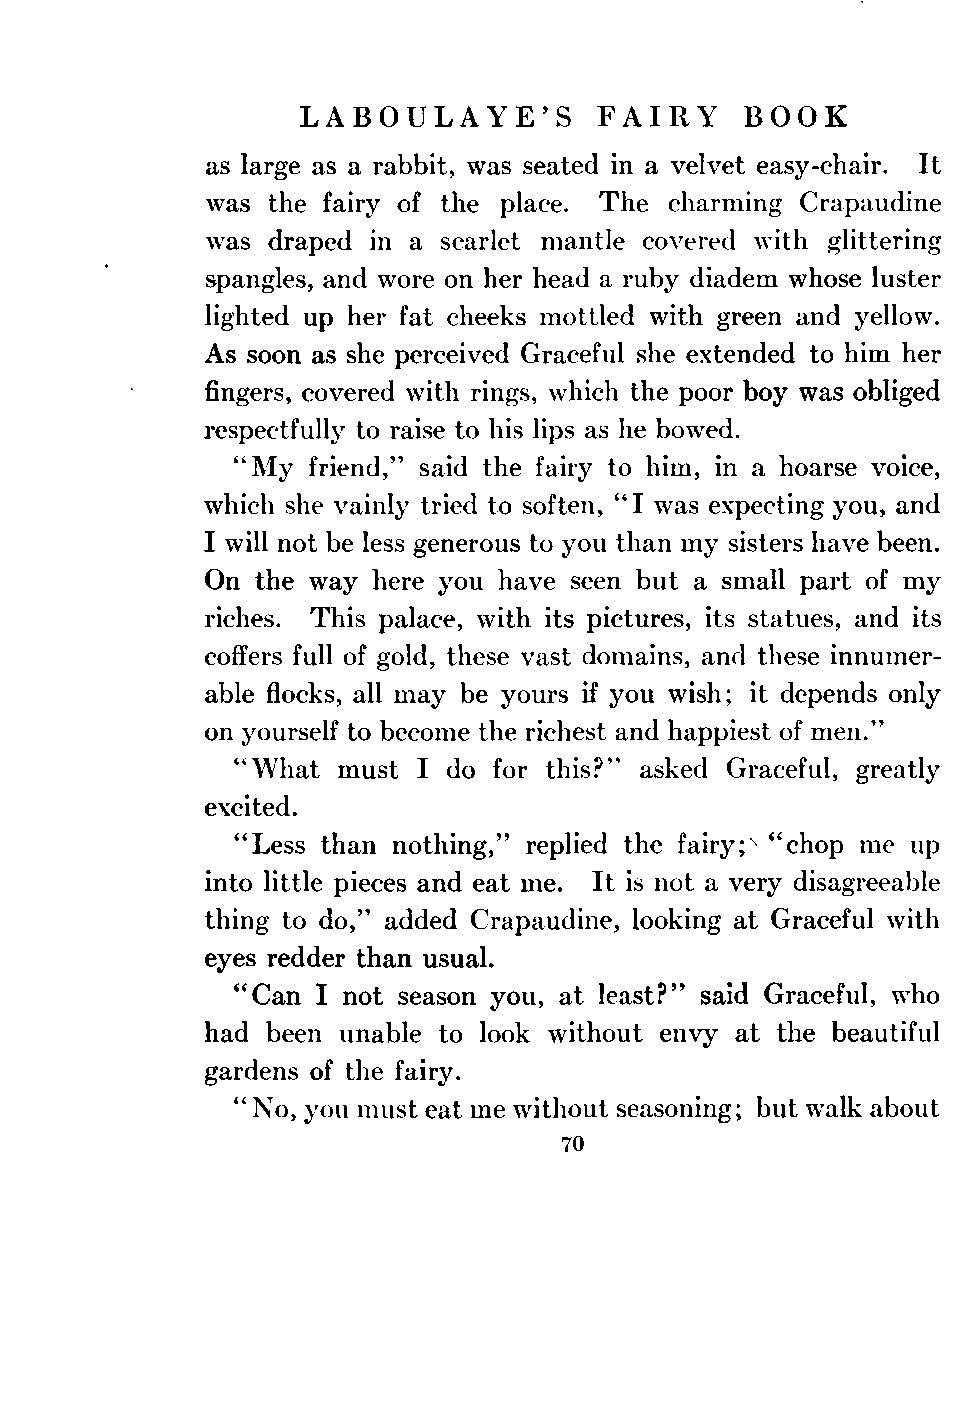 LABOULAYE'S FAIRY BOOK
as large as a rabbit, was seated in a velvet easy-chair. It
was the fairy of the place. The charming Crapaudine
was draped in a scarlet mantle covered with glittering
spangles, and wore on her head a ruby diadem whose luster
lighted up her fat cheeks mottled with green and yellow.
As soon as she perceived Graceful she extended to him her
fingers, covered with rings, which the poor boy was obliged
respectfully to raise to his lips as he bowed.
"My friend," said the fairy to him, in a hoarse voice,
which she vainly tried to soften, "I was expecting you, and
I will not be less generous to you than my sisters have been.
On the way here you have seen but a small part of my
riches. This palace, with its pictures, its statues, and its
coffers full of gold, these vast domains, and these innumer-
able flocks, all may be yours if you wish; it depends only
on yourself to become the richest and happiest of men."
"What must I do for this?" asked Graceful, greatly
excited.
"Less than nothing," replied the fairy; "chop me up
into little pieces and eat me. It is not a very disagreeable
thing to do," added Crapaudine, looking at Graceful with
eyes redder than usual.
"Can I not season you, at least?" said Graceful, who
had been unable to look without envy at the beautiful
gardens of the fairy.
"No, you must eat me without seasoning; but walk about
70